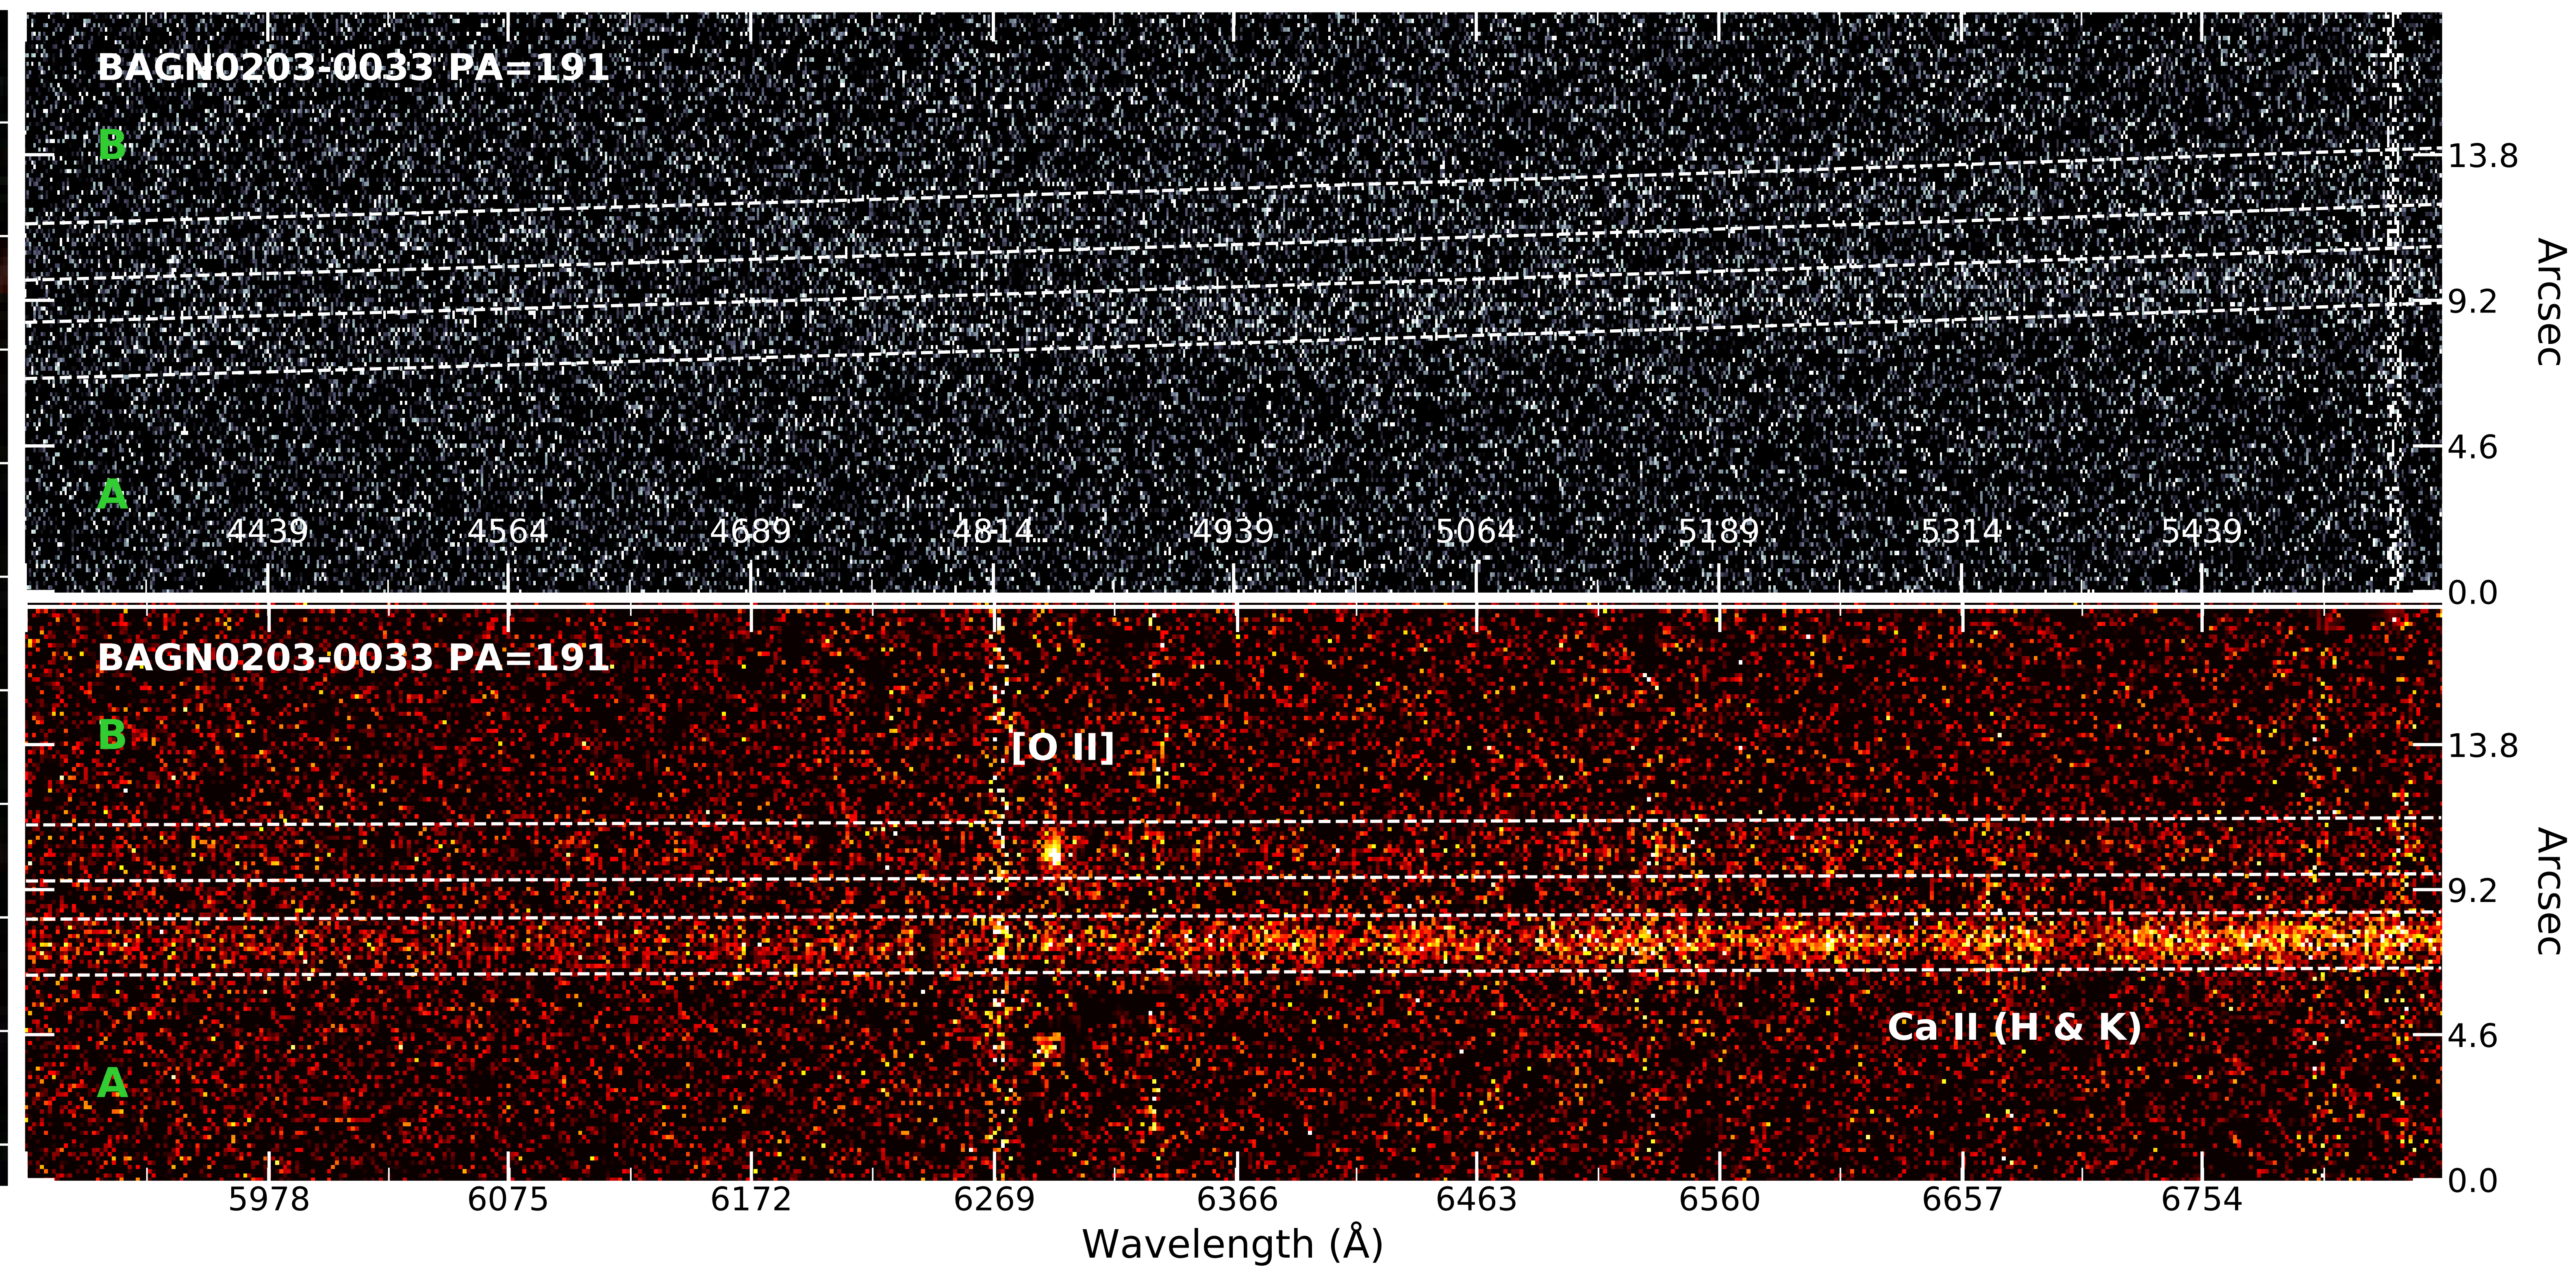 BAGN0203-0033 PA=191
B
13.8
9.2
Arcsec
4.6
A
4439 4564 4689 4814 4939 5064 5189 5314 5439
0.0
BAGN0203-0033 PA=191
B
[O II]
13.8
9.2
Arcsec
Ca II (H & K)
4.6
A
0.0
5978 6075 6172 6269 6366 6463 6560 6657 6754
Wavelength (Å)